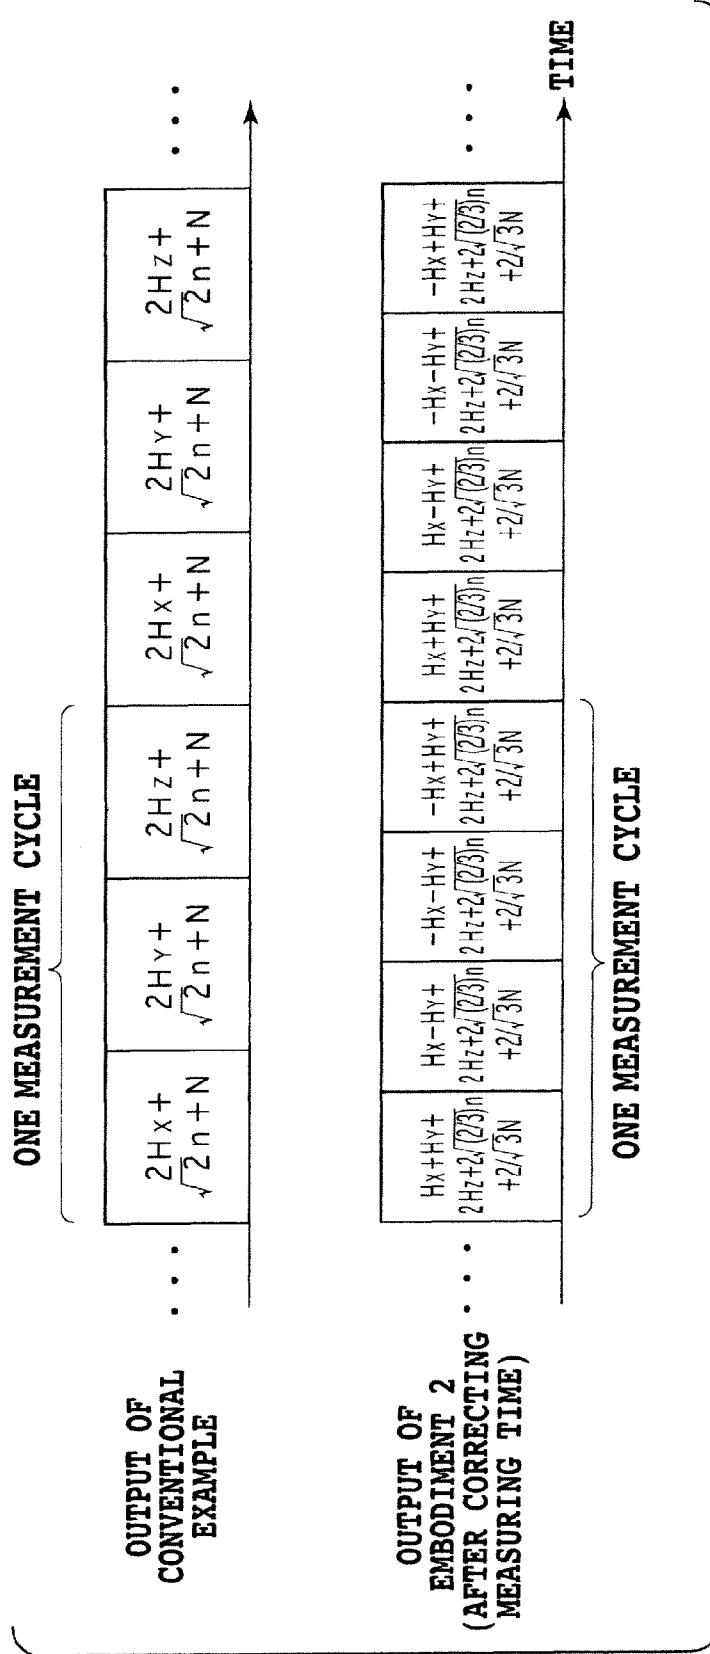 ONE MEASUREMENT CYCLE
OUTPUT OF
CONVENTIONAL
EXAMPLE
...
2Hx+
√2n+N
2HY+
√2n+N
2Hz+
√2n+N
2Hx+
√2n+N
2HY+
√2n+N
2Hz+
√2n+N
...
OUTPUT OF
EMBODIMENT 2
(AFTER CORRECTING
MEASURING TIME)
...
Hx+HY+
2Hz+2√(2/3)n
+2/√3N
Hx-HY+
2Hz+2√(2/3)n
+2/√3N
-Hx-HY+
2Hz+2√(2/3)n
+2/√3N
-Hx+HY+
2Hz+2√(2/3)n
+2/√3N
Hx+HY+
2Hz+2√(2/3)n
+2/√3N
Hx-HY+
2Hz+2√(2/3)n
+2/√3N
-Hx-HY+
2Hz+2√(2/3)n
+2/√3N
-Hx+HY+
2Hz+2√(2/3)n
+2/√3N
...
TIME
ONE MEASUREMENT CYCLE